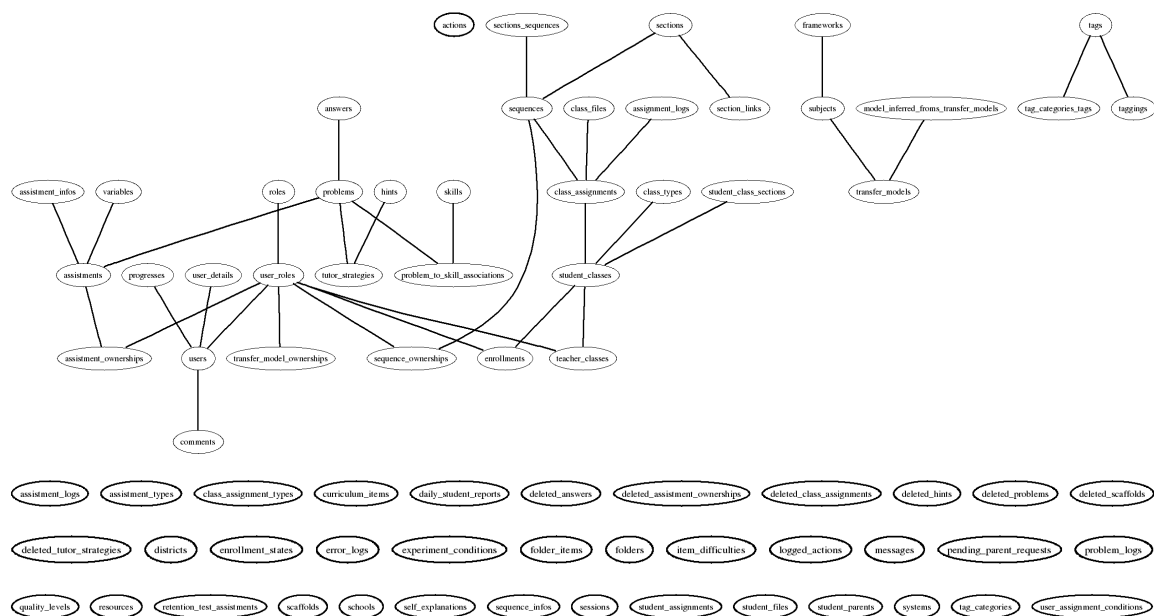 actions sections_sequences sections frameworks tags
answers sequences class_files assignment_logs section_links subjects model_inferred_froms_transfer_models tag_categories_tags taggings
assistment_infos variables roles problems hints skills class_assignments class_types student_class_sections transfer_models
assistments progresses user_details user_roles tutor_strategies problem_to_skill_associations student_classes
assistment_ownerships users transfer_model_ownerships sequence_ownerships enrollments teacher_classes
comments
assistment_logs assistment_types class_assignment_types curriculum_items daily_student_reports deleted_answers deleted_assistment_ownerships deleted_class_assignments deleted_hints deleted_problems deleted_scaffolds
deleted_tutor_strategies districts enrollment_states error_logs experiment_conditions folder_items folders item_difficulties logged_actions messages pending_parent_requests problem_logs
quality_levels resources retention_test_assistments scaffolds schools self_explanations sequence_infos sessions student_assignments student_files student_parents systems tag_categories user_assignment_conditions